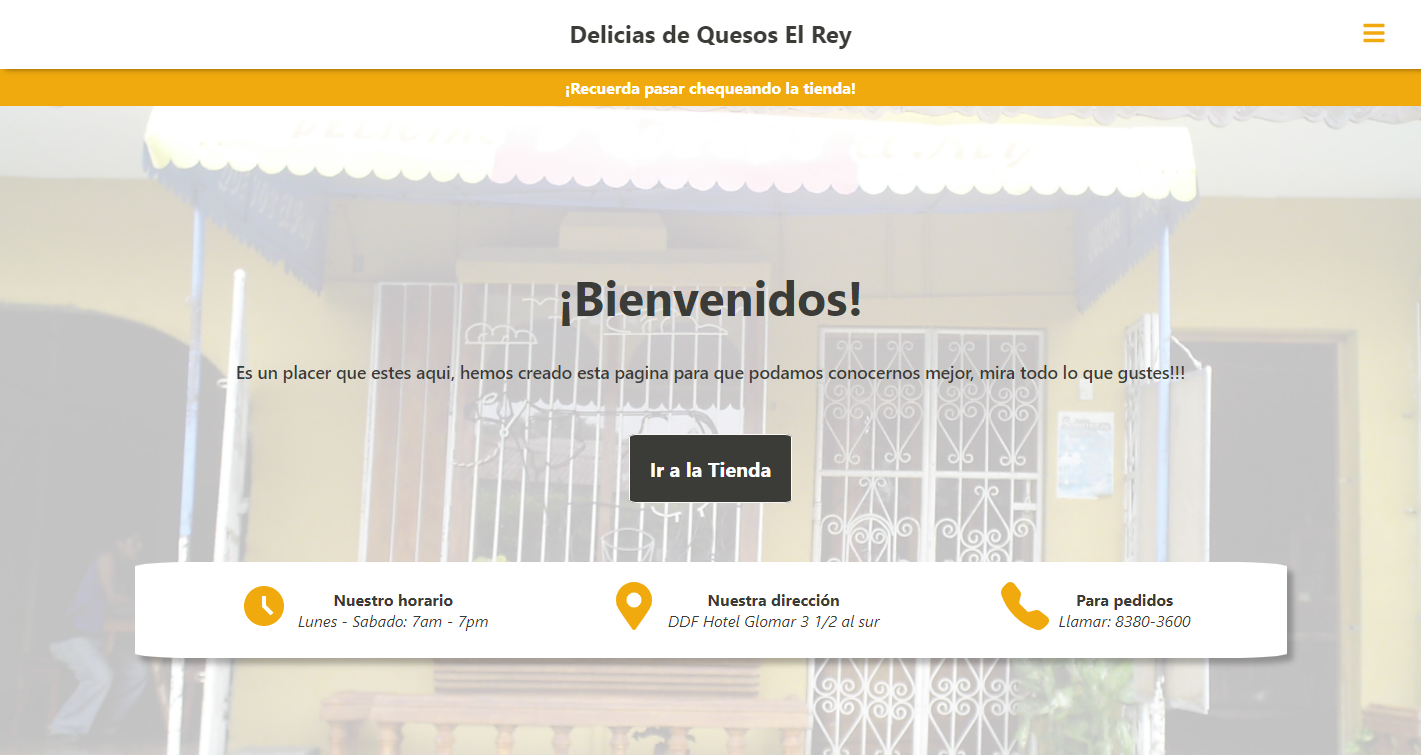 Delicias de Quesos El Rey
¡Recuerda pasar chequeando la tienda!
DELICIAS
¡Bienvenidos!
Es un placer que estes aqui, hemos creado esta pagina para que podamos conocernos mejor, mira todo lo que gustes!!!
Ir a la Tienda
Nuestro horario
Lunes - Sabado: 7am - 7pm
Nuestra dirección
DDF Hotel Glomar 3 1/2 al sur
Para pedidos
Llamar: 8380-3600